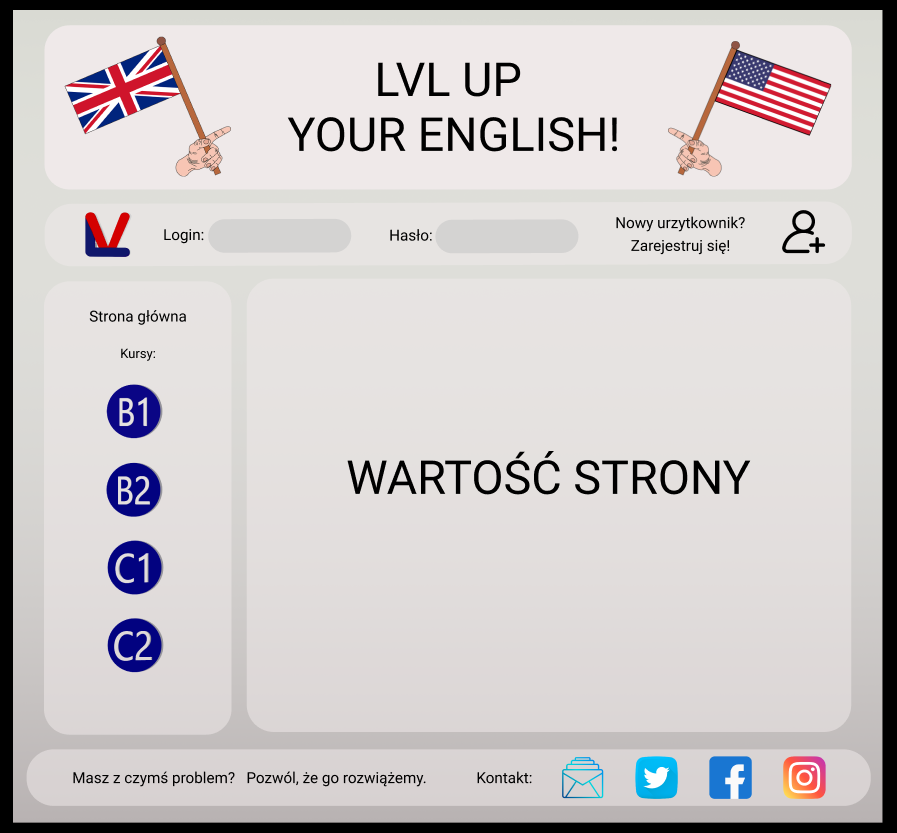 LVL UP
YOUR ENGLISH!
Login:
Hasło:
Nowy urzytkownik?
Zarejestruj się!
Strona główna
Kursy:
B1
B2
C1
C2
WARTOŚĆ STRONY
Masz z czymś problem? Pozwól, że go rozwiążemy.
Kontakt: